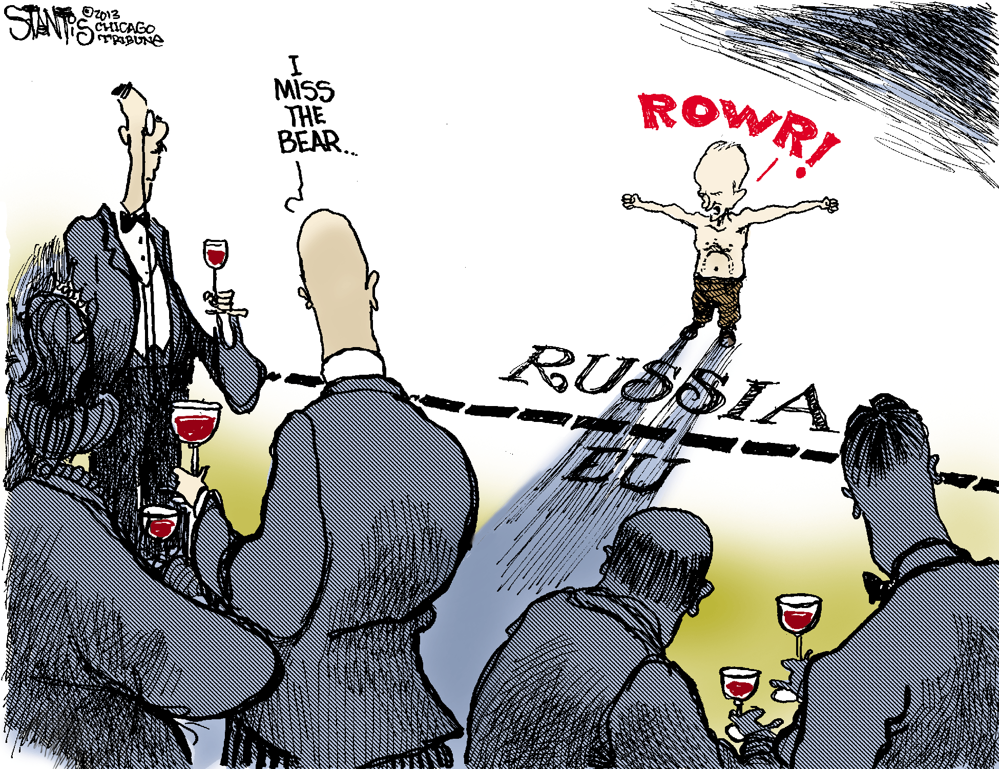 STANTIS
©2013
CHICAGO
TRIBUNE
I
MISS
THE
BEAR...
ROWR!
RUSSIA
EU